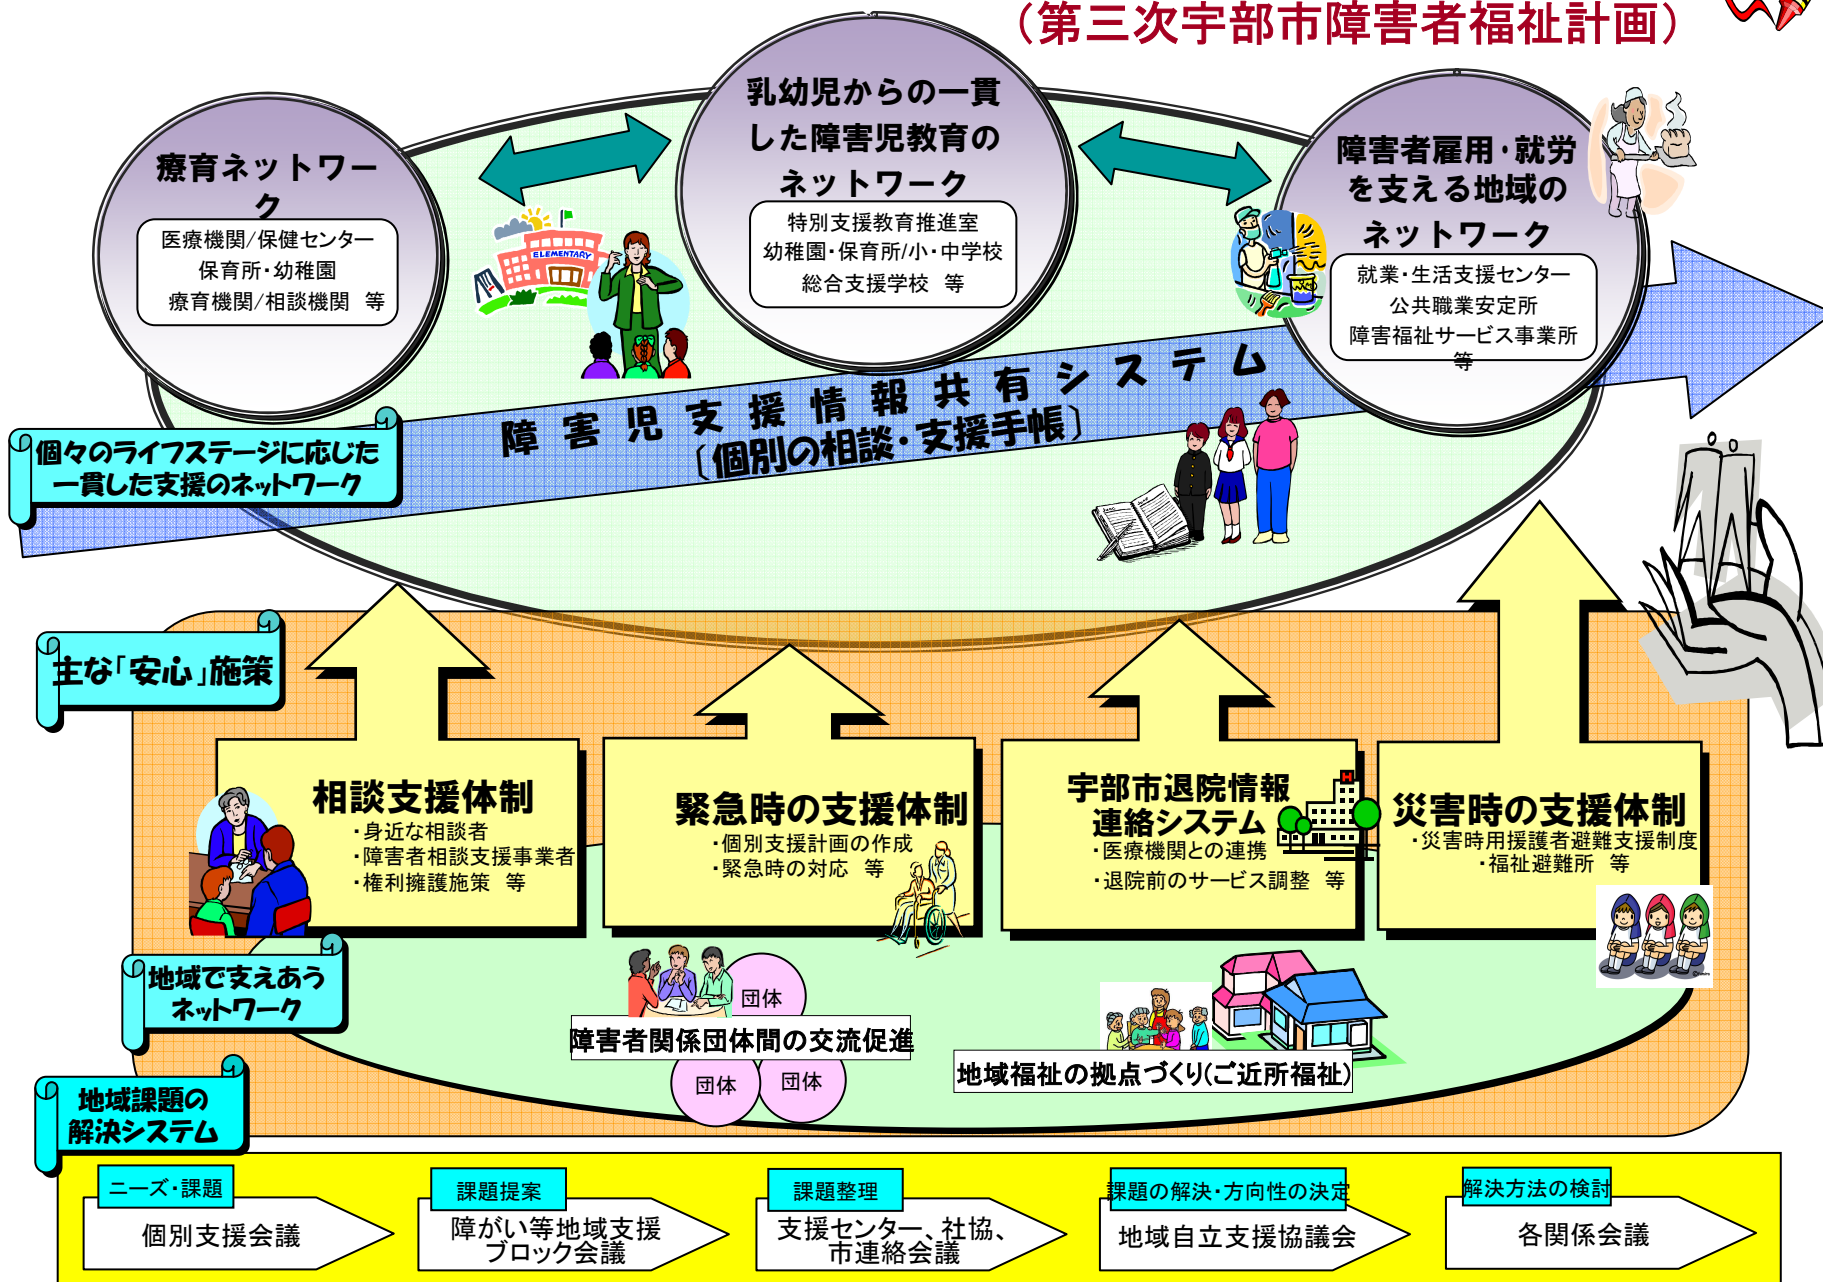 （第三次宇部市障害者福祉計画）
療育ネットワー
ク
医療機関/保健センター
保育所・幼稚園
療育機関/相談機関 等
乳幼児からの一貫
した障害児教育の
ネットワーク
特別支援教育推進室
幼稚園・保育所/小・中学校
総合支援学校 等
障害者雇用・就労
を支える地域の
ネットワーク
就業・生活支援センター
公共職業安定所
障害福祉サービス事業所
等
ELEMENTARY
障害児支援情報共有システム
〔個別の相談・支援手帳〕
個々のライフステージに応じた
一貫した支援のネットワーク
主な「安心」施策
相談支援体制
・身近な相談者
・障害者相談支援事業者
・権利擁護施策 等
緊急時の支援体制
・個別支援計画の作成
・緊急時の対応 等
宇部市退院情報
連絡システム
・医療機関との連携
・退院前のサービス調整 等
H
災害時の支援体制
・災害時用援護者避難支援制度
・福祉避難所 等
地域で支えあう
ネットワーク
団体
障害者関係団体間の交流促進
団体
団体
地域福祉の拠点づくり(ご近所福祉)
地域課題の
解決システム
ニーズ・課題
個別支援会議
課題提案
障がい等地域支援
ブロック会議
課題整理
支援センター、社協、
市連絡会議
課題の解決・方向性の決定
地域自立支援協議会
解決方法の検討
各関係会議